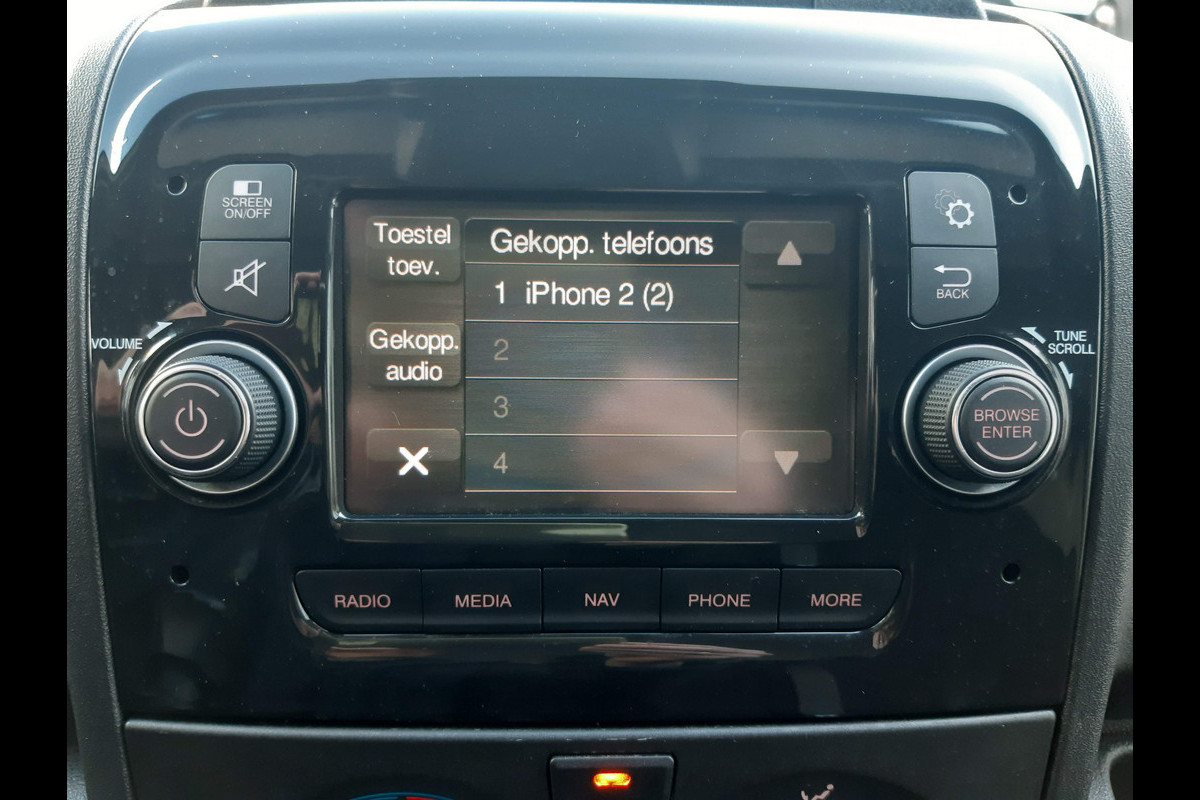 SCREEN
ON/OFF
VOLUME
Toestel
toev.
Gekopp.
audio
Gekopp. telefoons
1 iPhone 2 (2)
2
3
4
BACK
TUNE
SCROLL
BROWSE
ENTER
RADIO
MEDIA
NAV
PHONE
MORE